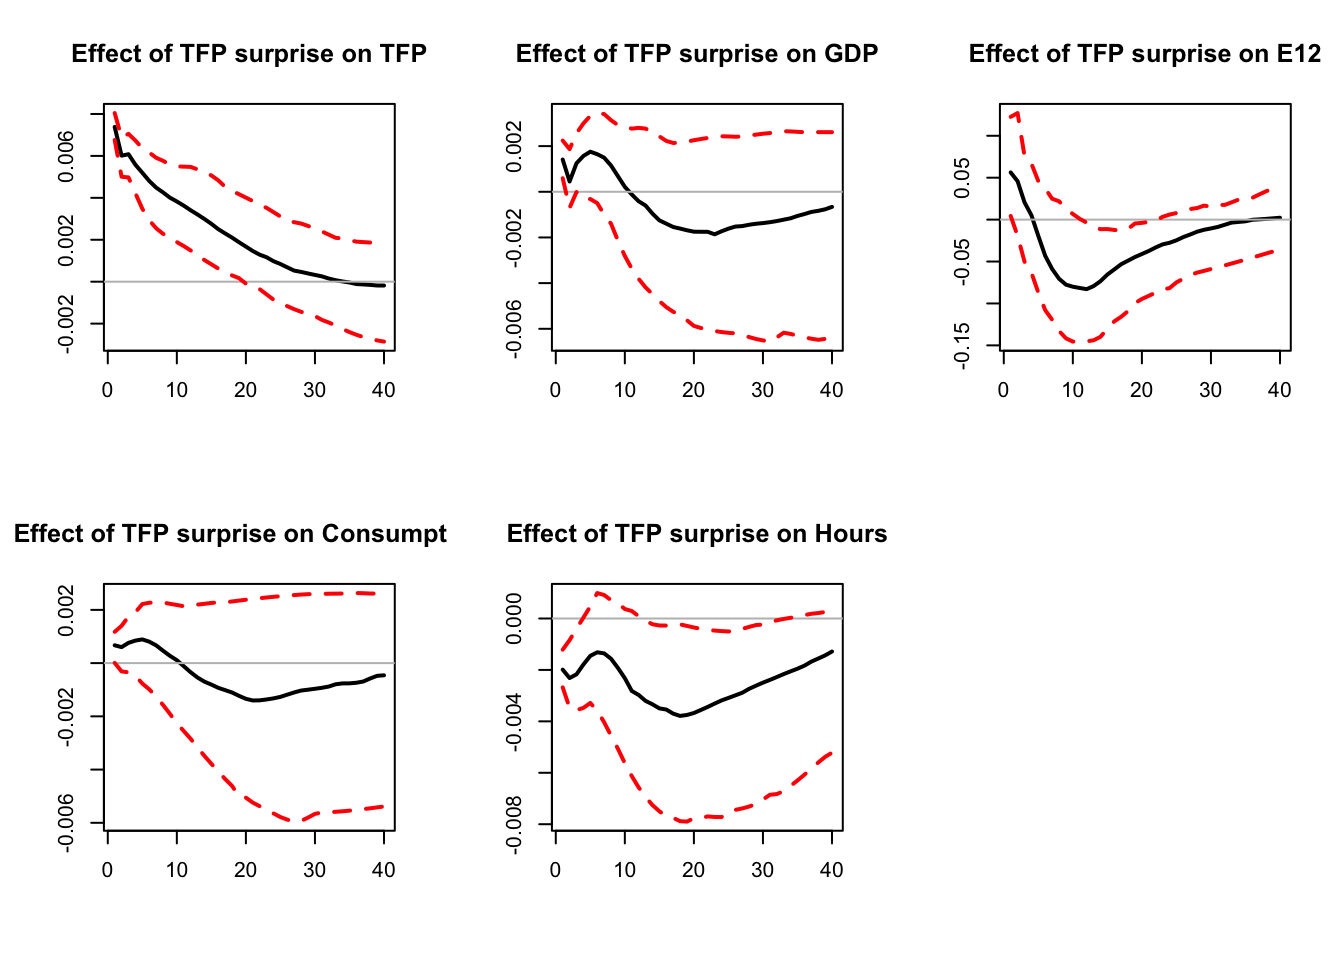 Effect of TFP surprise on TFP
0.006
0.002
-0.002
0 10 20 30 40
Effect of TFP surprise on GDP
0.002
-0.002
-0.006
0 10 20 30 40
Effect of TFP surprise on E12
0.05
-0.05
-0.15
0 10 20 30 40
Effect of TFP surprise on Consumpt
0.002
-0.002
-0.006
0 10 20 30 40
Effect of TFP surprise on Hours
0.000
-0.004
-0.008
0 10 20 30 40